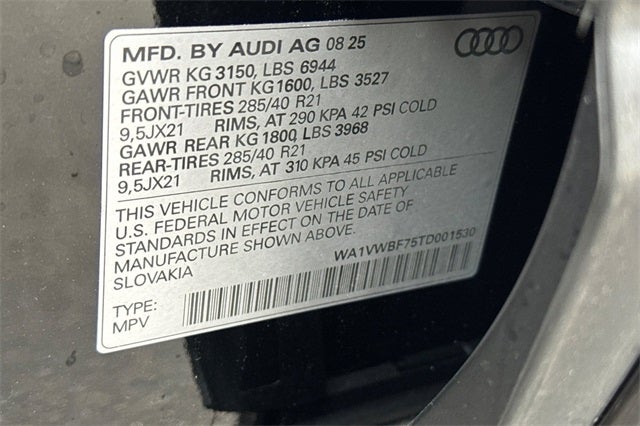 MFD. BY AUDI AG 08 25
GVWR KG 3150, LBS 6944
GAWR FRONT KG1600, LBS 3527
FRONT-TIRES 285/40 R21
9,5JX21 RIMS, AT 290 KPA 42 PSI COLD
GAWR REAR KG 1800, LBS 3968
REAR-TIRES 285/40 R21
9,5JX21 RIMS, AT 310 KPA 45 PSI COLD
THIS VEHICLE CONFORMS TO ALL APPLICABLE
U.S. FEDERAL MOTOR VEHICLE SAFETY
STANDARDS IN EFFECT ON THE DATE OF
MANUFACTURE SHOWN ABOVE.
SLOVAKIA
WA1VWBF75TD001530
TYPE:
MPV